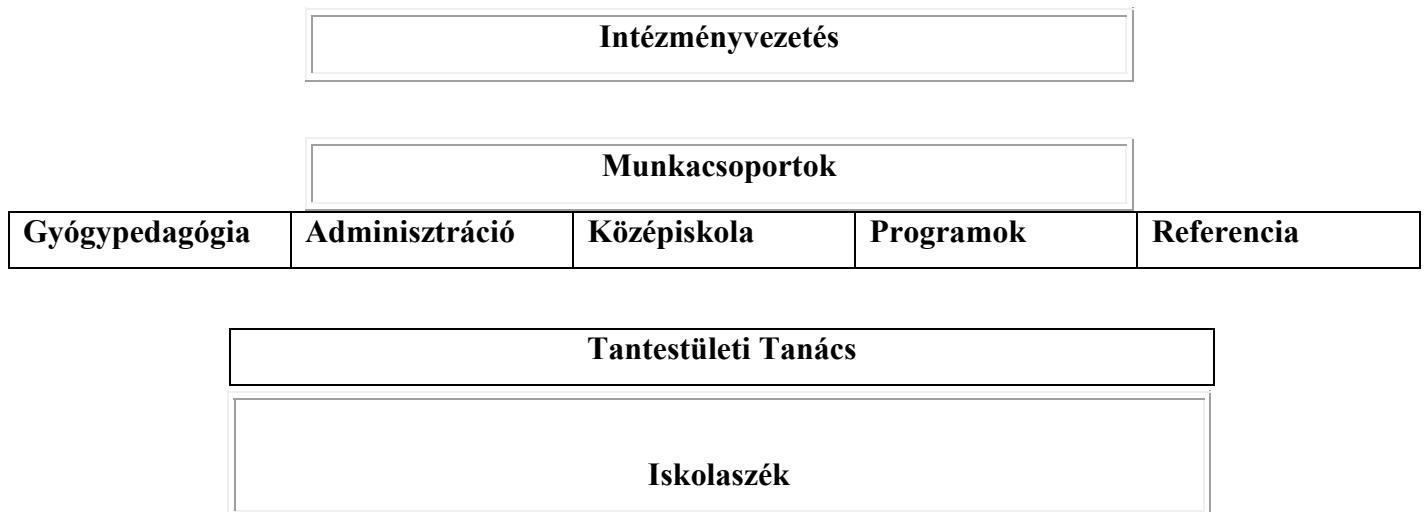 Intézményvezetés
Munkacsoportok
Gyógypedagógia Adminisztráció Középiskola Programok Referencia
Tantestületi Tanács
Iskolaszék